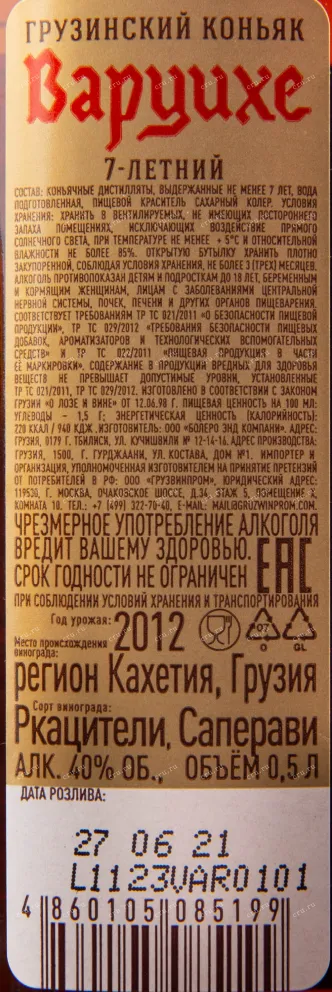 ГРУЗИНСКИЙ КОНЬЯК
Варцихе
7-ЛЕТНИЙ
СОСТАВ: КОНЬЯЧНЫЕ ДИСТИЛЛЯТЫ, ВЫДЕРЖАННЫЕ НЕ МЕНЕЕ 7 ЛЕТ, ВОДА
ПОДГОТОВЛЕННАЯ, ПИЩЕВОЙ КРАСИТЕЛЬ САХАРНЫЙ КОЛЕР. УСЛОВИЯ
ХРАНЕНИЯ: ХРАНИТЬ В ВЕНТИЛИРУЕМЫХ, НЕ ИМЕЮЩИХ ПОСТОРОННЕГО
ЗАПАХА ПОМЕЩЕНИЯХ, ИСКЛЮЧАЮЩИХ ВОЗДЕЙСТВИЕ ПРЯМОГО
СОЛНЕЧНОГО СВЕТА, ПРИ ТЕМПЕРАТУРЕ НЕ МЕНЕЕ + 5°С И ОТНОСИТЕЛЬНОЙ
ВЛАЖНОСТИ НЕ БОЛЕЕ 85%. ОТКРЫТУЮ БУТЫЛКУ ХРАНИТЬ ПЛОТНО
ЗАКУПОРЕННОЙ, СОБЛЮДАЯ УСЛОВИЯ ХРАНЕНИЯ, НЕ БОЛЕЕ 3 (ТРЕХ) МЕСЯЦЕВ.
АЛКОГОЛЬ ПРОТИВОПОКАЗАН ДЕТЯМ И ПОДРОСТКАМ ДО 18 ЛЕТ, БЕРЕМЕННЫМ
И КОРМЯЩИМ ЖЕНЩИНАМ, ЛИЦАМ С ЗАБОЛЕВАНИЯМИ ЦЕНТРАЛЬНОЙ
НЕРВНОЙ СИСТЕМЫ, ПОЧЕК, ПЕЧЕНИ И ДРУГИХ ОРГАНОВ ПИЩЕВАРЕНИЯ.
СООТВЕТСТВУЕТ ТРЕБОВАНИЯМ ТР ТС 021/2011 «О БЕЗОПАСНОСТИ ПИЩЕВОЙ
ПРОДУКЦИИ», ТР ТС 029/2012 «ТРЕБОВАНИЯ БЕЗОПАСНОСТИ ПИЩЕВЫХ
ДОБАВОК, АРОМАТИЗАТОРОВ И ТЕХНОЛОГИЧЕСКИХ ВСПОМОГАТЕЛЬНЫХ
СРЕДСТВ» И ТР ТС 022/2011 «ПИЩЕВАЯ ПРОДУКЦИЯ В ЧАСТИ
ЕЕ МАРКИРОВКИ». СОДЕРЖАНИЕ В ПРОДУКЦИИ ВРЕДНЫХ ДЛЯ ЗДОРОВЬЯ
ВЕЩЕСТВ НЕ ПРЕВЫШАЕТ ДОПУСТИМЫЕ УРОВНИ, УСТАНОВЛЕННЫЕ
ТР ТС 021/2011, ТР ТС 029/2012. ИЗГОТОВЛЕНО В СООТВЕТСТВИИ С ЗАКОНОМ
ГРУЗИИ «О ЛОЗЕ И ВИНЕ» ОТ 12.06.98 Г. ПИЩЕВАЯ ЦЕННОСТЬ НА 100 МЛ:
УГЛЕВОДЫ – 1,5 Г; ЭНЕРГЕТИЧЕСКАЯ ЦЕННОСТЬ (КАЛОРИЙНОСТЬ):
228 ККАЛ / 940 КДЖ. ИЗГОТОВИТЕЛЬ: ООО «БОЛЕРО ЭНД КОМПАНИ». АДРЕС:
ГРУЗИЯ, 0179 Г. ТБИЛИСИ, УЛ. КУЧИШВИЛИ № 12-14-16. АДРЕС ПРОИЗВОДСТВА:
ГРУЗИЯ, 1500, Г. ГУРДЖААНИ, УЛ. КОСТАВА, ДОМ №1. ИМПОРТЕР И
ОРГАНИЗАЦИЯ, УПОЛНОМОЧЕННАЯ ИЗГОТОВИТЕЛЕМ НА ПРИНЯТИЕ ПРЕТЕНЗИЙ
ОТ ПОТРЕБИТЕЛЕЙ В РФ: ООО «ГРУЗВИНПРОМ», ЮРИДИЧЕСКИЙ АДРЕС:
119530, Г. МОСКВА, ОЧАКОВСКОЕ ШОССЕ, Д.34, ЭТАЖ 5, ПОМЕЩЕНИЕ X,
КОМНАТА 10. ТЕЛ.: +7 (499) 322-70-40, E-MAIL: MAIL@GRUZWINPROM.COM.
ЧРЕЗМЕРНОЕ УПОТРЕБЛЕНИЕ АЛКОГОЛЯ
ВРЕДИТ ВАШЕМУ ЗДОРОВЬЮ.
СРОК ГОДНОСТИ НЕ ОГРАНИЧЕН
EAC
ПРИ СОБЛЮДЕНИИ УСЛОВИЙ ХРАНЕНИЯ И ТРАНСПОРТИРОВАНИЯ
Год урожая: 2012
07
O
GL
Место происхождения
винограда:
регион Кахетия, Грузия
Сорт винограда:
Ркацители, Саперави
АЛК. 40% ОБ., ОБЪЁМ 0,5 Л
ДАТА РОЗЛИВА:
27 06 21
L1123VAR0101
4 860105 085199